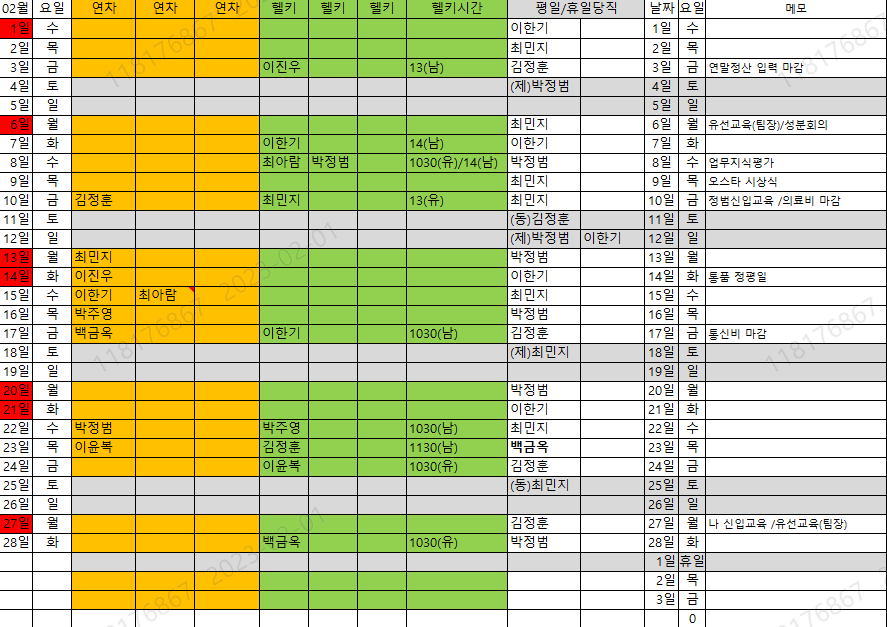 02월 요일 연차 연차 연차 헬키 헬키 헬키 헬키시간 평일/휴일당직 날짜 요일 메모
1일 수 이한기 1일 수
2일 목 최민지 2일 목
3일 금 이진우 13(남) 김정훈 3일 금 연말정산 입력 마감
4일 토 (제)박정범 4일 토
5일 일 5일 일
6일 월 최민지 6일 월 유선교육(팀장)/성분회의
7일 화 이한기 14(남) 이한기 7일 화
8일 수 최아람 박정범 1030(유)/14(남) 박정범 8일 수 업무지식평가
9일 목 최민지 9일 목 오스타 시상식
10일 금 김정훈 최민지 13(유) 최민지 10일 금 정범신입교육 /의료비 마감
11일 토 (동)김정훈 11일 토
12일 일 (제)박정범 이한기 12일 일
13일 월 최민지 박정범 13일 월
14일 화 이진우 이한기 14일 화 통품 정평일
15일 수 이한기 최아람 최민지 15일 수
16일 목 박주영 박정범 16일 목
17일 금 백금옥 이한기 1030(남) 김정훈 17일 금 통신비 마감
18일 토 (제)최민지 18일 토
19일 일 19일 일
20일 월 박정범 20일 월
21일 화 이한기 21일 화
22일 수 박정범 박주영 1030(남) 최민지 22일 수
23일 목 이윤복 김정훈 1130(남) 백금옥 23일 목
24일 금 이윤복 1030(유) 김정훈 24일 금
25일 토 (동)최민지 25일 토
26일 일 26일 일
27일 월 김정훈 27일 월 나 신입교육 /유선교육(팀장)
28일 화 백금옥 1030(유) 박정범 28일 화
1일 휴일
2일 목
3일 금
0
118176867 2023-02-01